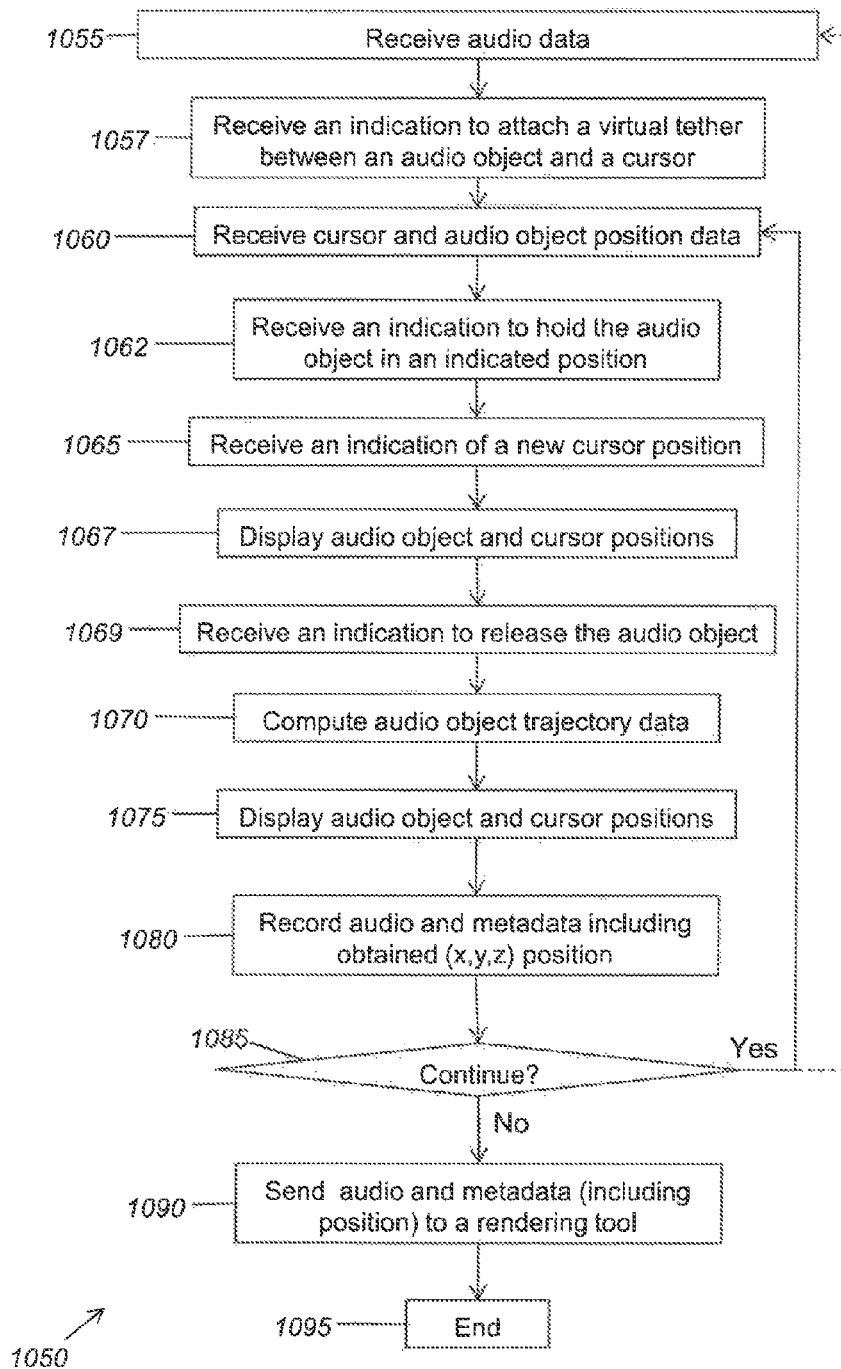 1055
Receive audio data
1057
Receive an indication to attach a virtual tether
between an audio object and a cursor
1060
Receive cursor and audio object position data
1062
Receive an indication to hold the audio
object in an indicated position
1065
Receive an indication of a new cursor position
1067
Display audio object and cursor positions
1069
Receive an indication to release the audio object
1070
Compute audio object trajectory data
1075
Display audio object and cursor positions
1080
Record audio and metadata including
obtained (x,y,z) position
1085
Continue?
Yes
No
1090
Send audio and metadata (including
position) to a rendering tool
1095
End
1050